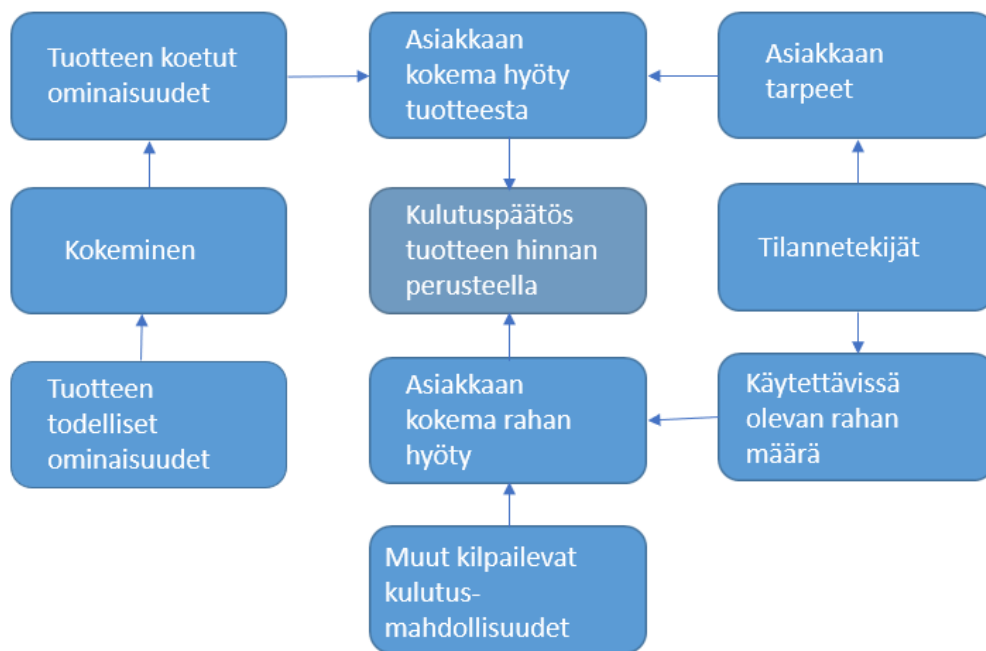 Tuotteen koetut
ominaisuudet
Asiakkaan
kokema hyöty
tuotteesta
Asiakkaan
tarpeet
Kokeminen
Kulutuspäätös
tuotteen hinnan
perusteella
Tilannetekijät
Tuotteen
todelliset
ominaisuudet
Asiakkaan
kokema rahan
hyöty
Käytettävissä
olevan rahan
määrä
Muut kilpailevat
kulutus-
mahdollisuudet